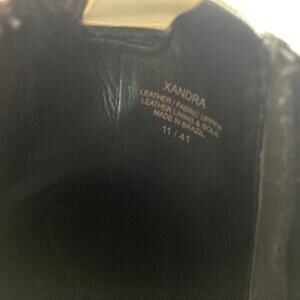 XANDRA
LEATHER / FABRIC UPPER
LEATHER LINING & SOLE
MADE IN BRAZIL
11 / 41